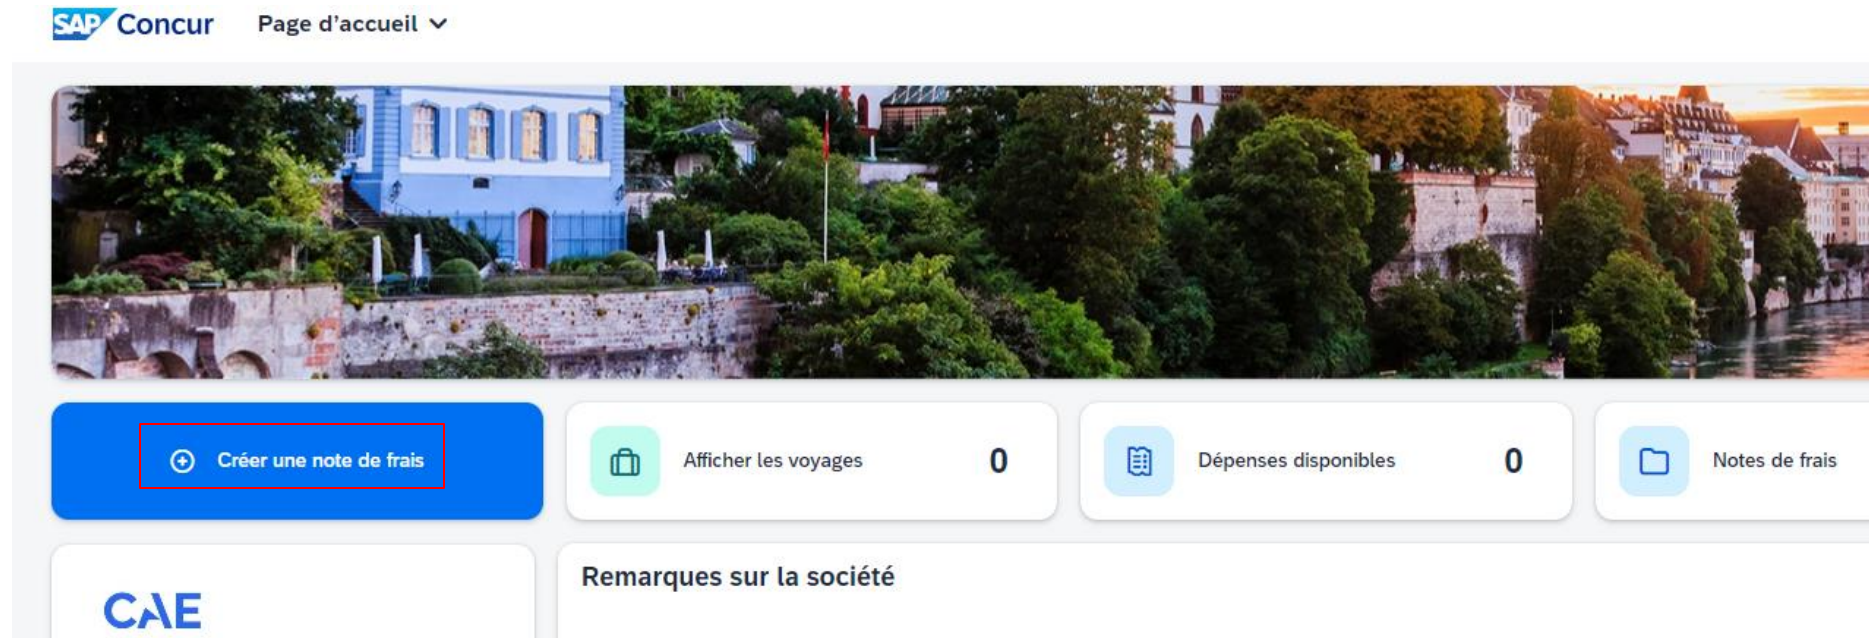 SAP Concur Page d’accueil
Créer une note de frais
Afficher les voyages 0
Dépenses disponibles 0
Notes de frais
CAE
Remarques sur la société